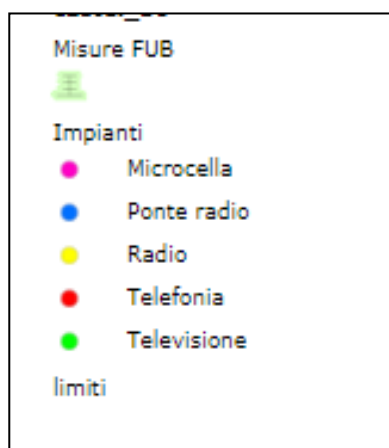 Misure FUB
Impianti
Microcella
Ponte radio
Radio
Telefonia
Televisione
limiti